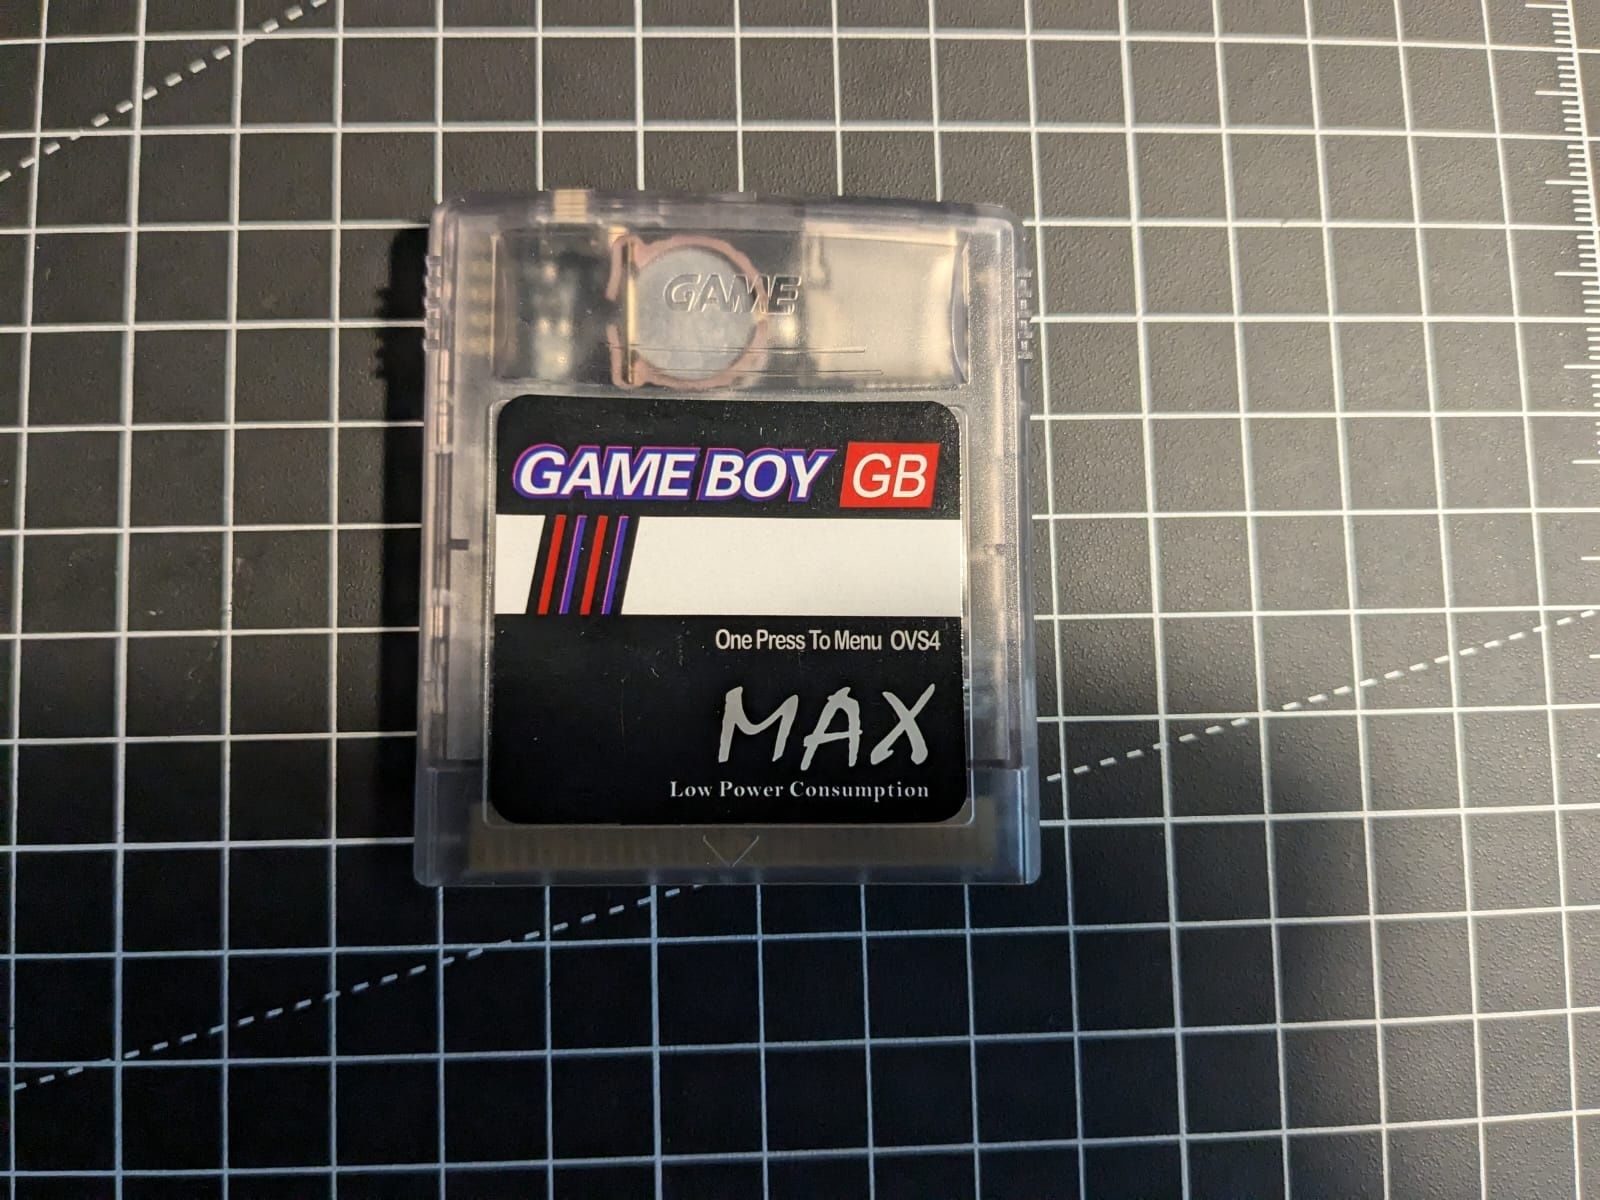 GAME
GAME BOY GB
One Press To Menu OVS4
MAX
Low Power Consumption